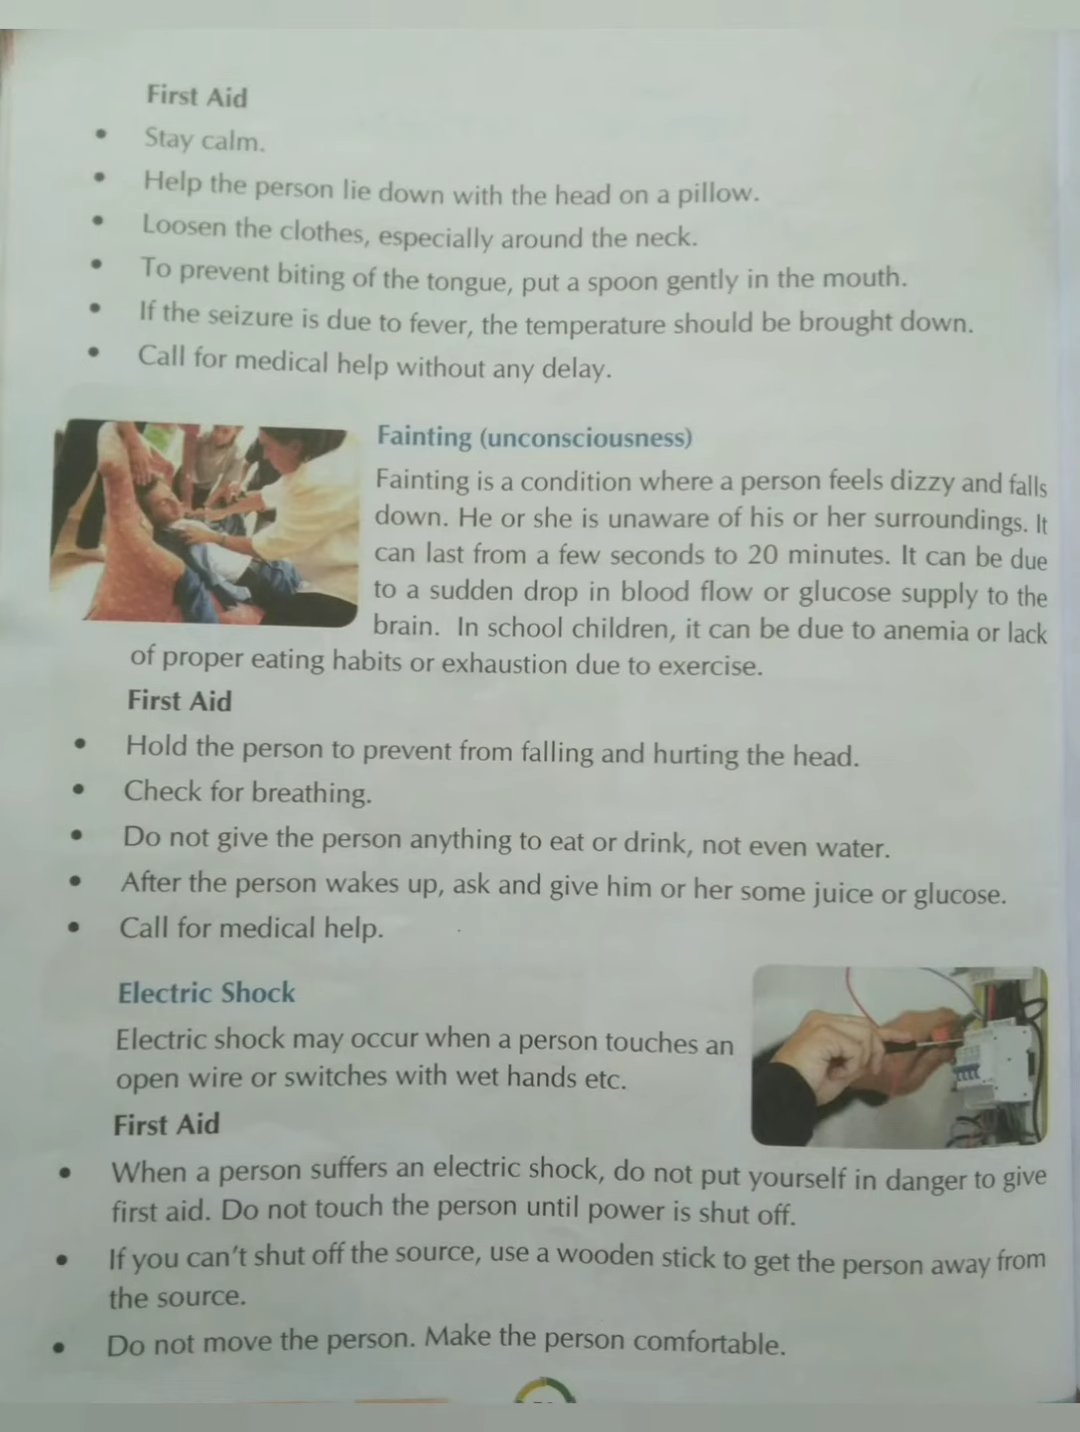 First Aid
• Stay calm.
• Help the person lie down with the head on a pillow.
• Loosen the clothes, especially around the neck.
• To prevent biting of the tongue, put a spoon gently in the mouth.
• If the seizure is due to fever, the temperature should be brought down.
• Call for medical help without any delay.
Fainting (unconsciousness)
Fainting is a condition where a person feels dizzy and falls
down. He or she is unaware of his or her surroundings. It
can last from a few seconds to 20 minutes. It can be due
to a sudden drop in blood flow or glucose supply to the
brain. In school children, it can be due to anemia or lack
of proper eating habits or exhaustion due to exercise.
First Aid
• Hold the person to prevent from falling and hurting the head.
• Check for breathing.
• Do not give the person anything to eat or drink, not even water.
• After the person wakes up, ask and give him or her some juice or glucose.
• Call for medical help.
Electric Shock
Electric shock may occur when a person touches an
open wire or switches with wet hands etc.
First Aid
• When a person suffers an electric shock, do not put yourself in danger to give
first aid. Do not touch the person until power is shut off.
• If you can't shut off the source, use a wooden stick to get the person away from
the source.
• Do not move the person. Make the person comfortable.